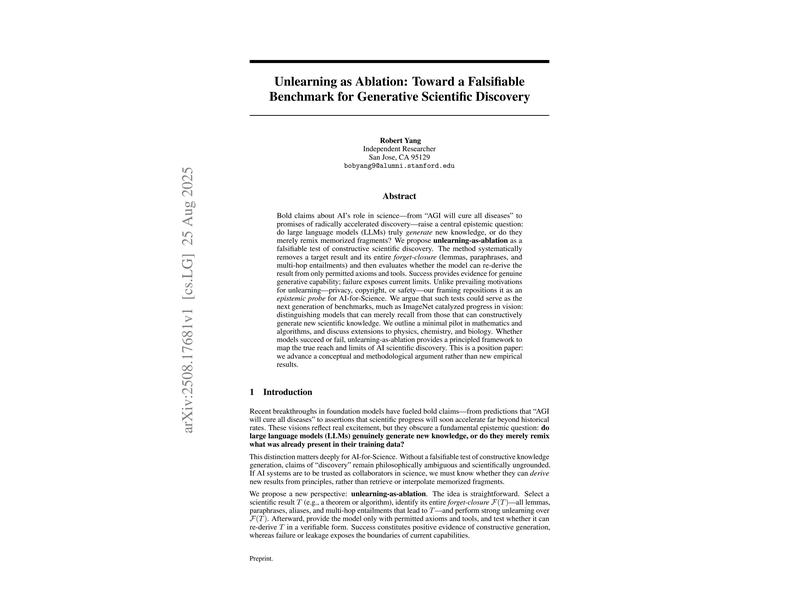 Unlearning as Ablation: Toward a Falsifiable
Benchmark for Generative Scientific Discovery
Robert Yang
Independent Researcher
San Jose, CA 95129
bobyang9@alumni.stanford.edu
Abstract
Bold claims about AI's role in science—from “AGI will cure all diseases” to
promises of radically accelerated discovery—raise a central epistemic question:
do large language models (LLMs) truly generate new knowledge, or do they
merely remix memorized fragments? We propose unlearning-as-ablation as a
falsifiable test of constructive scientific discovery. The method systematically
removes a target result and its entire forget-closure (lemmas, paraphrases, and
multi-hop entailments) and then evaluates whether the model can re-derive the
result from only permitted axioms and tools. Success provides evidence for genuine
generative capability; failure exposes current limits. Unlike prevailing motivations
for unlearning—privacy, copyright, or safety—our framing repositions it as an
epistemic probe for AI-for-Science. We argue that such tests could serve as the
next generation of benchmarks, much as ImageNet catalyzed progress in vision:
distinguishing models that can merely recall from those that can constructively
generate new scientific knowledge. We outline a minimal pilot in mathematics and
algorithms, and discuss extensions to physics, chemistry, and biology. Whether
models succeed or fail, unlearning-as-ablation provides a principled framework to
map the true reach and limits of AI scientific discovery. This is a position paper:
we advance a conceptual and methodological argument rather than new empirical
results.
1 Introduction
Recent breakthroughs in foundation models have fueled bold claims—from predictions that “AGI
will cure all diseases” to assertions that scientific progress will soon accelerate far beyond historical
rates. These visions reflect real excitement, but they obscure a fundamental epistemic question: do
large language models (LLMs) genuinely generate new knowledge, or do they merely remix
what was already present in their training data?
This distinction matters deeply for AI-for-Science. Without a falsifiable test of constructive knowledge
generation, claims of “discovery” remain philosophically ambiguous and scientifically ungrounded.
If AI systems are to be trusted as collaborators in science, we must know whether they can derive
new results from principles, rather than retrieve or interpolate memorized fragments.
We propose a new perspective: unlearning-as-ablation. The idea is straightforward. Select a
scientific result T (e.g., a theorem or algorithm), identify its entire forget-closure F(T)—all lemmas,
paraphrases, aliases, and multi-hop entailments that lead to T—and perform strong unlearning over
F(T). Afterward, provide the model only with permitted axioms and tools, and test whether it can
re-derive T in a verifiable form. Success constitutes positive evidence of constructive generation,
whereas failure or leakage exposes the boundaries of current capabilities.
Preprint.
arXiv:2508.17681v1 [cs.LG] 25 Aug 2025